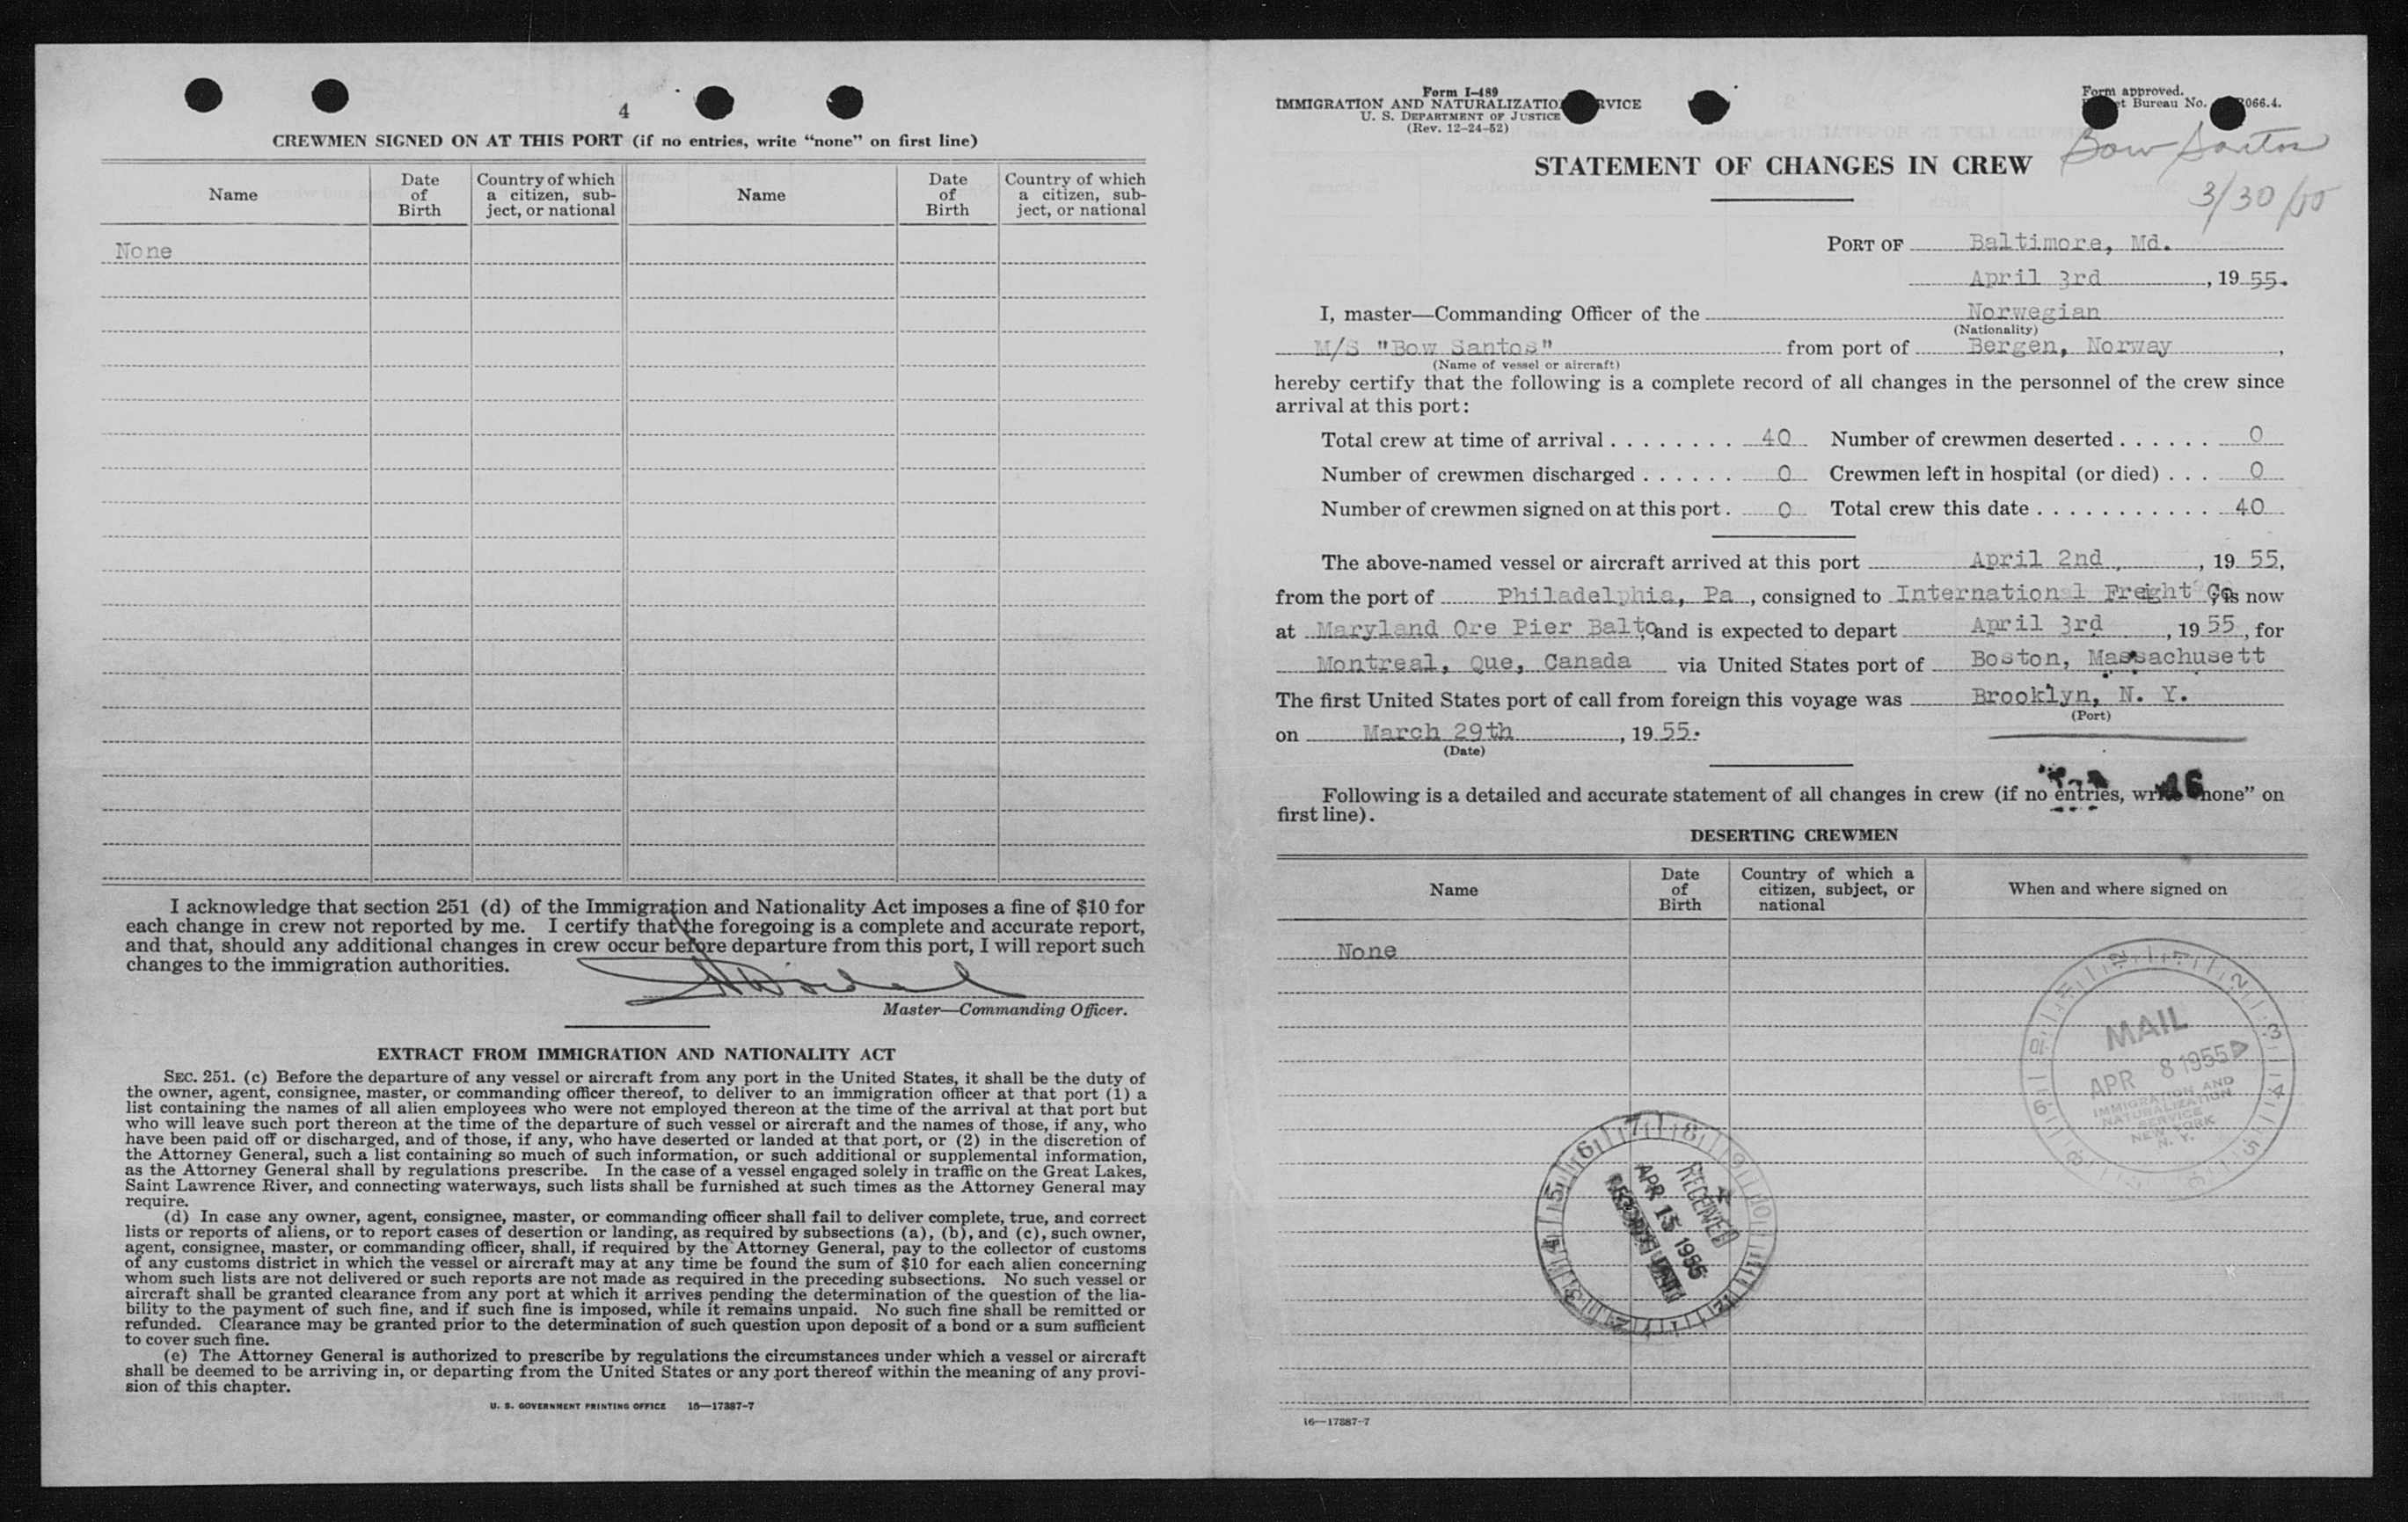 4
CREWMEN SIGNED ON AT THIS PORT (if no entries, write “none” on first line)
Name
Date of Birth
Country of which a citizen, sub-ject, or national
Name
Date of Birth
Country of which a citizen, sub-ject, or national
None
I acknowledge that section 251 (d) of the Immigration and Nationality Act imposes a fine of $10 for
each change in crew not reported by me. I certify that the foregoing is a complete and accurate report,
and that, should any additional changes in crew occur before departure from this port, I will report such
changes to the immigration authorities.
Master—Commanding Officer.
EXTRACT FROM IMMIGRATION AND NATIONALITY ACT
SEC. 251. (c) Before the departure of any vessel or aircraft from any port in the United States, it shall be the duty of
the owner, agent, consignee, master, or commanding officer thereof, to deliver to an immigration officer at that port (1) a
list containing the names of all alien employees who were not employed thereon at the time of the arrival at that port but
who will leave such port thereon at the time of the departure of such vessel or aircraft and the names of those, if any, who
have been paid off or discharged, and of those, if any, who have deserted or landed at that port, or (2) in the discretion of
the Attorney General, such a list containing so much of such information, or such additional or supplemental information,
as the Attorney General shall by regulations prescribe. In the case of a vessel engaged solely in traffic on the Great Lakes,
Saint Lawrence River, and connecting waterways, such lists shall be furnished at such times as the Attorney General may
require.
(d) In case any owner, agent, consignee, master, or commanding officer shall fail to deliver complete, true, and correct
lists or reports of aliens, or to report cases of desertion or landing, as required by subsections (a), (b), and (c), such owner,
agent, consignee, master, or commanding officer, shall, if required by the Attorney General, pay to the collector of customs
of any customs district in which the vessel or aircraft may at any time be found the sum of $10 for each alien concerning
whom such lists are not delivered or such reports are not made as required in the preceding subsections. No such vessel or
aircraft shall be granted clearance from any port at which it arrives pending the determination of the question of the lia-
bility to the payment of such fine, and if such fine is imposed, while it remains unpaid. No such fine shall be remitted or
refunded. Clearance may be granted prior to the determination of such question upon deposit of a bond or a sum sufficient
to cover such fine.
(e) The Attorney General is authorized to prescribe by regulations the circumstances under which a vessel or aircraft
shall be deemed to be arriving in, or departing from the United States or any port thereof within the meaning of any provi-
sion of this chapter.
U. S. GOVERNMENT PRINTING OFFICE 16—17387-7
Form I-489
IMMIGRATION AND NATURALIZATIO RVICE
U. S. DEPARTMENT OF JUSTICE
(Rev. 12-24-52)
Form approved.
et Bureau No. 066.4.
Bow Santos
3/30/55
STATEMENT OF CHANGES IN CREW
PORT OF Baltimore, Md.
April 3rd, 1955.
I, master—Commanding Officer of the Norwegian
(Nationality)
M/S "Bow Santos" from port of Bergen, Norway,
(Name of vessel or aircraft)
hereby certify that the following is a complete record of all changes in the personnel of the crew since
arrival at this port:
Total crew at time of arrival . . . . . . . . 40 Number of crewmen deserted . . . . . . 0
Number of crewmen discharged . . . . . . 0 Crewmen left in hospital (or died) . . . 0
Number of crewmen signed on at this port . 0 Total crew this date . . . . . . . . . . . . 40
The above-named vessel or aircraft arrived at this port April 2nd, 1955,
from the port of Philadelphia, Pa, consigned to International Freight Co, is now
at Maryland Ore Pier Balto, and is expected to depart April 3rd, 1955, for
Montreal, Que, Canada via United States port of Boston, Massachusett
The first United States port of call from foreign this voyage was Brooklyn, N. Y.
(Port)
on March 29th, 1955.
(Date)
Following is a detailed and accurate statement of all changes in crew (if no entries, write “none” on
first line).
16
DESERTING CREWMEN
Name
Date of Birth
Country of which a citizen, subject, or national
When and where signed on
None
MAIL
APR 8 1955
IMMIGRATION AND
NATURALIZATION
SERVICE
NEW YORK
N. Y.
RECEIVED
APR 15 1955
RECORDS UNIT
16—17387-7